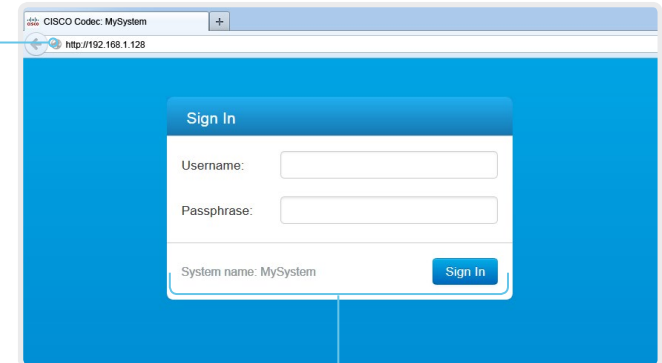 CISCO Codec: MySystem
+
http://192.168.1.128
Sign In
Username:
Passphrase:
System name: MySystem
Sign In